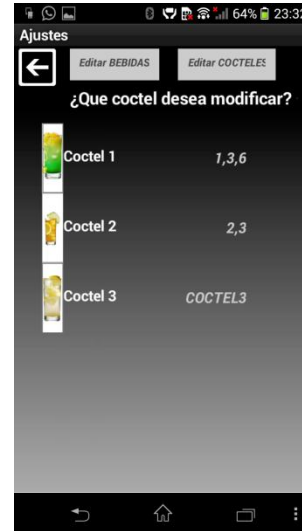 64% 23:32
Ajustes
Editar BEBIDAS Editar COCTELES
¿Que coctel desea modificar?
Coctel 1 1,3,6
Coctel 2 2,3
Coctel 3 COCTEL3